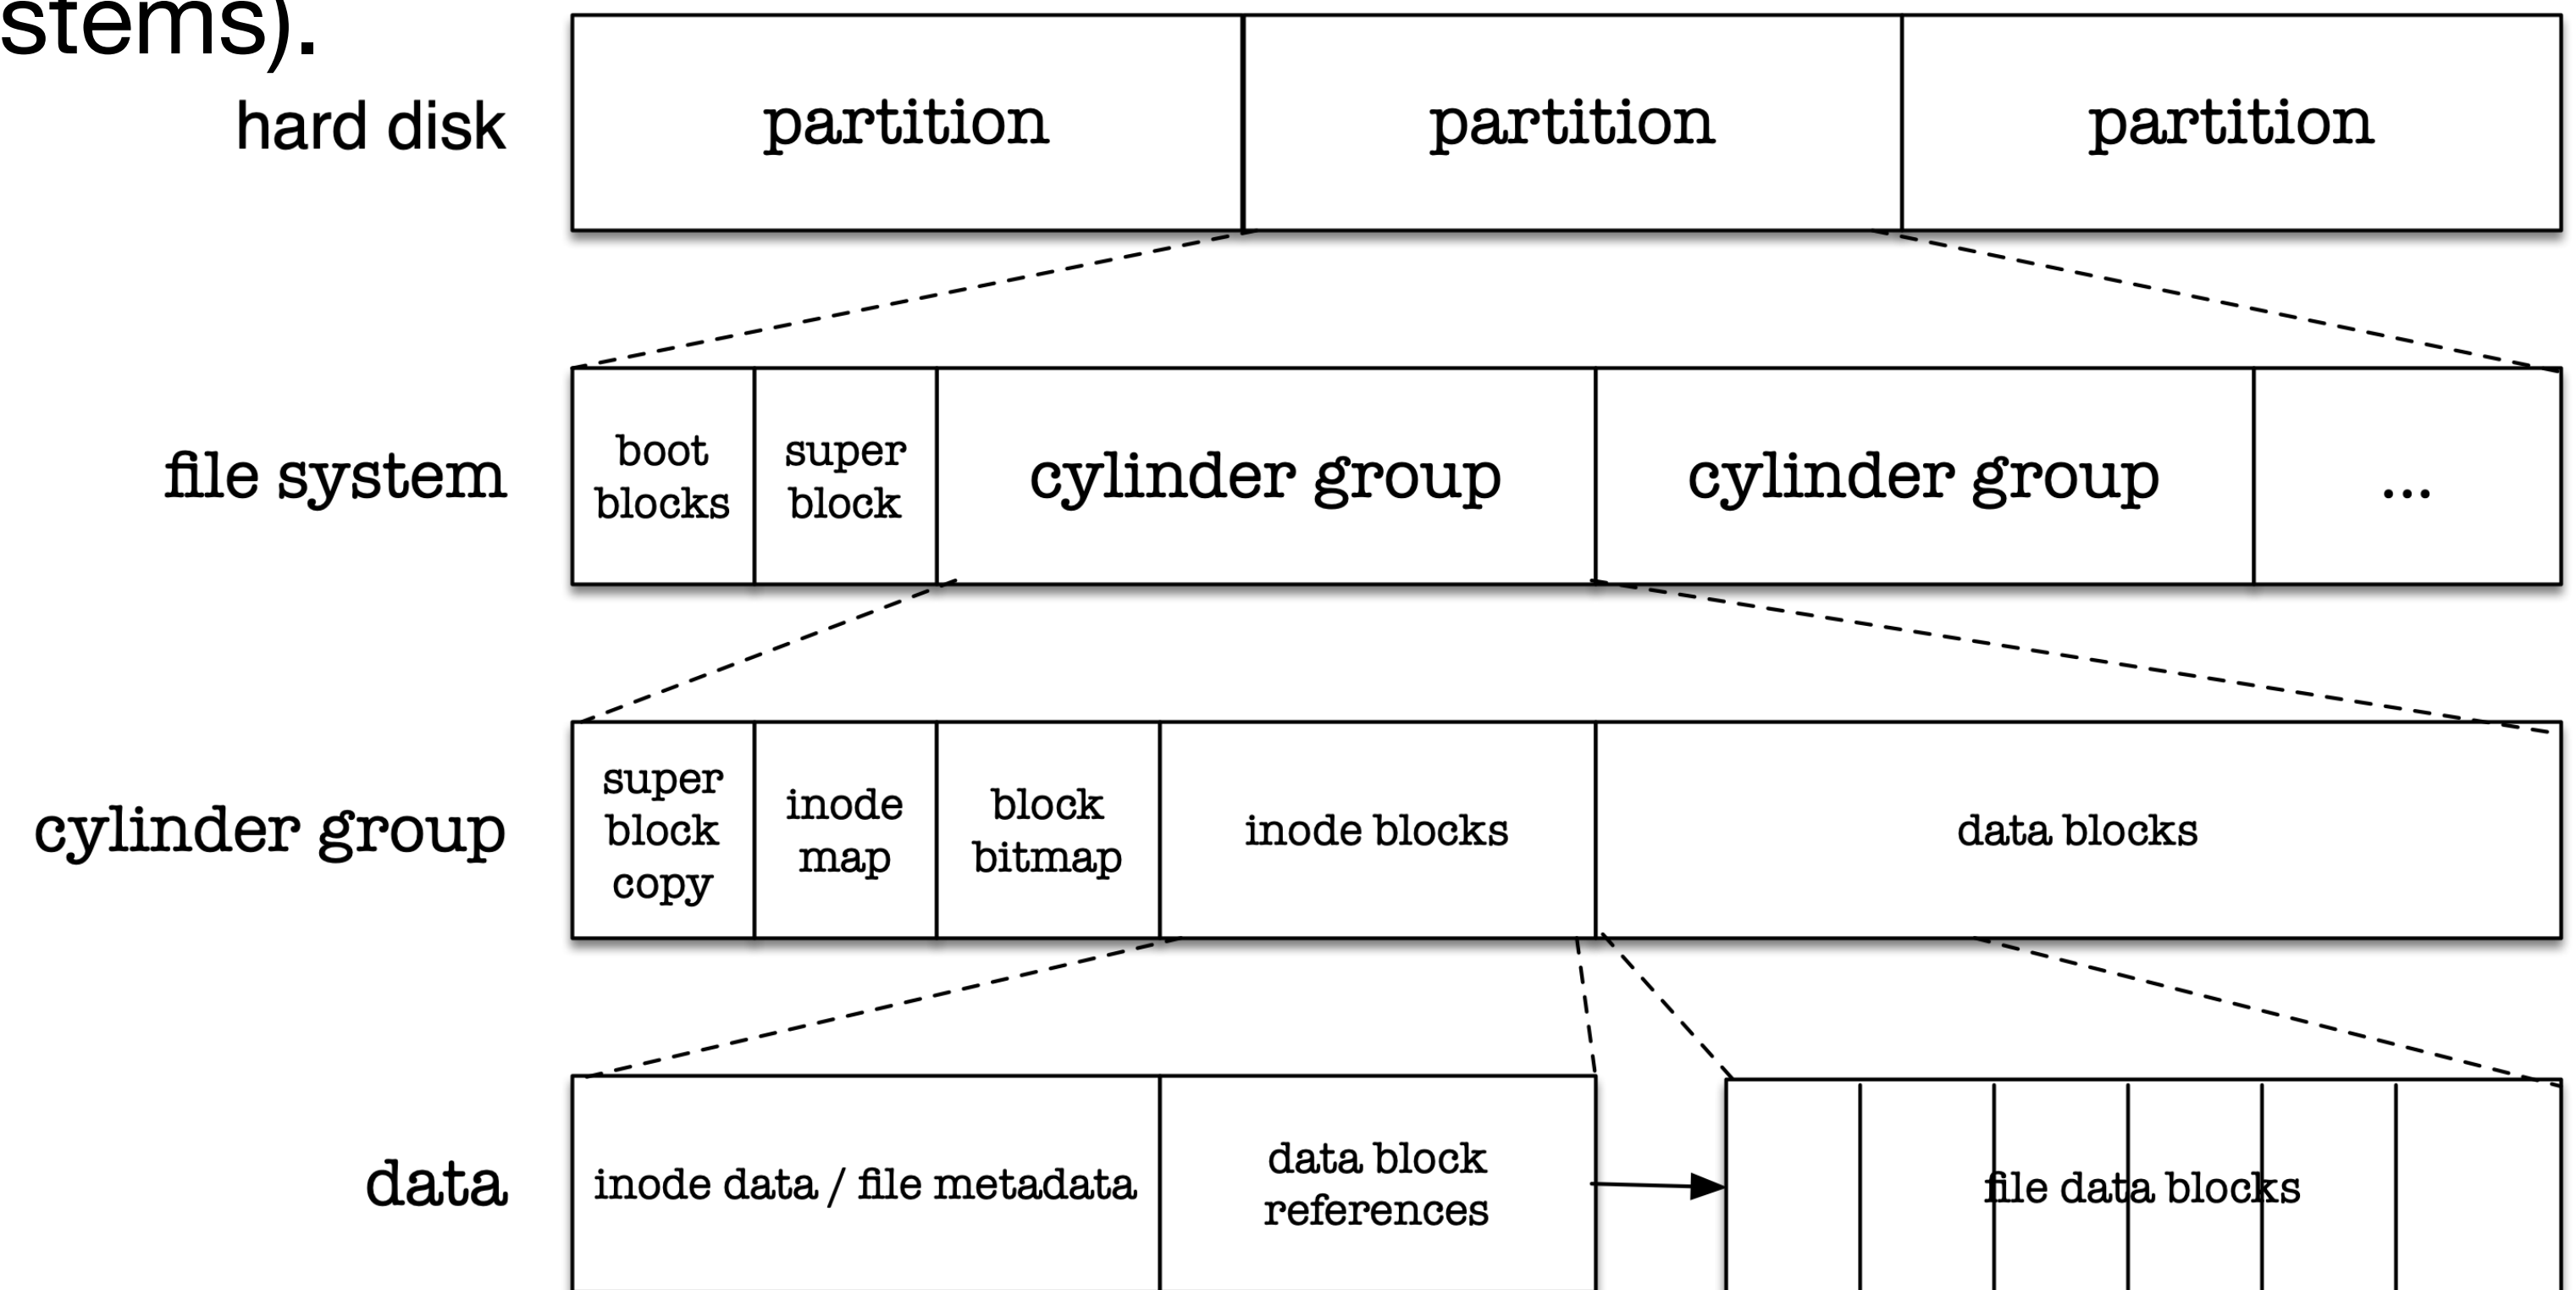 stems).
hard disk
partition
partition
partition
file system
boot
blocks
super
block
cylinder group
cylinder group
...
cylinder group
super
block
copy
inode
map
block
bitmap
inode blocks
data blocks
data
inode data / file metadata
data block
references
file data blocks